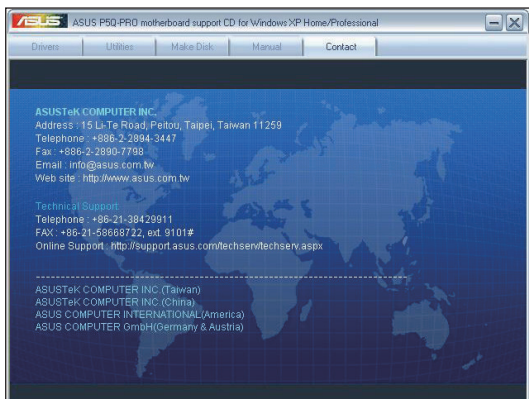 ASUS ASUS P5Q-PRO motherboard support CD for Windows XP Home/Professional
Drivers Utilities Make Disk Manual Contact
ASUSTeK COMPUTER INC.
Address : 15 Li-Te Road, Peitou, Taipei, Taiwan 11259
Telephone : +886-2-2894-3447
Fax : +886-2-2890-7798
Email : info@asus.com.tw
Web site : http://www.asus.com.tw
Technical Support
Telephone : +86-21-38429911
FAX : +86-21-58668722, ext. 9101#
Online Support : http://support.asus.com/techserv/techserv.aspx
ASUSTeK COMPUTER INC.(Taiwan)
ASUSTeK COMPUTER INC.(China)
ASUS COMPUTER INTERNATIONAL(America)
ASUS COMPUTER GmbH(Germany & Austria)